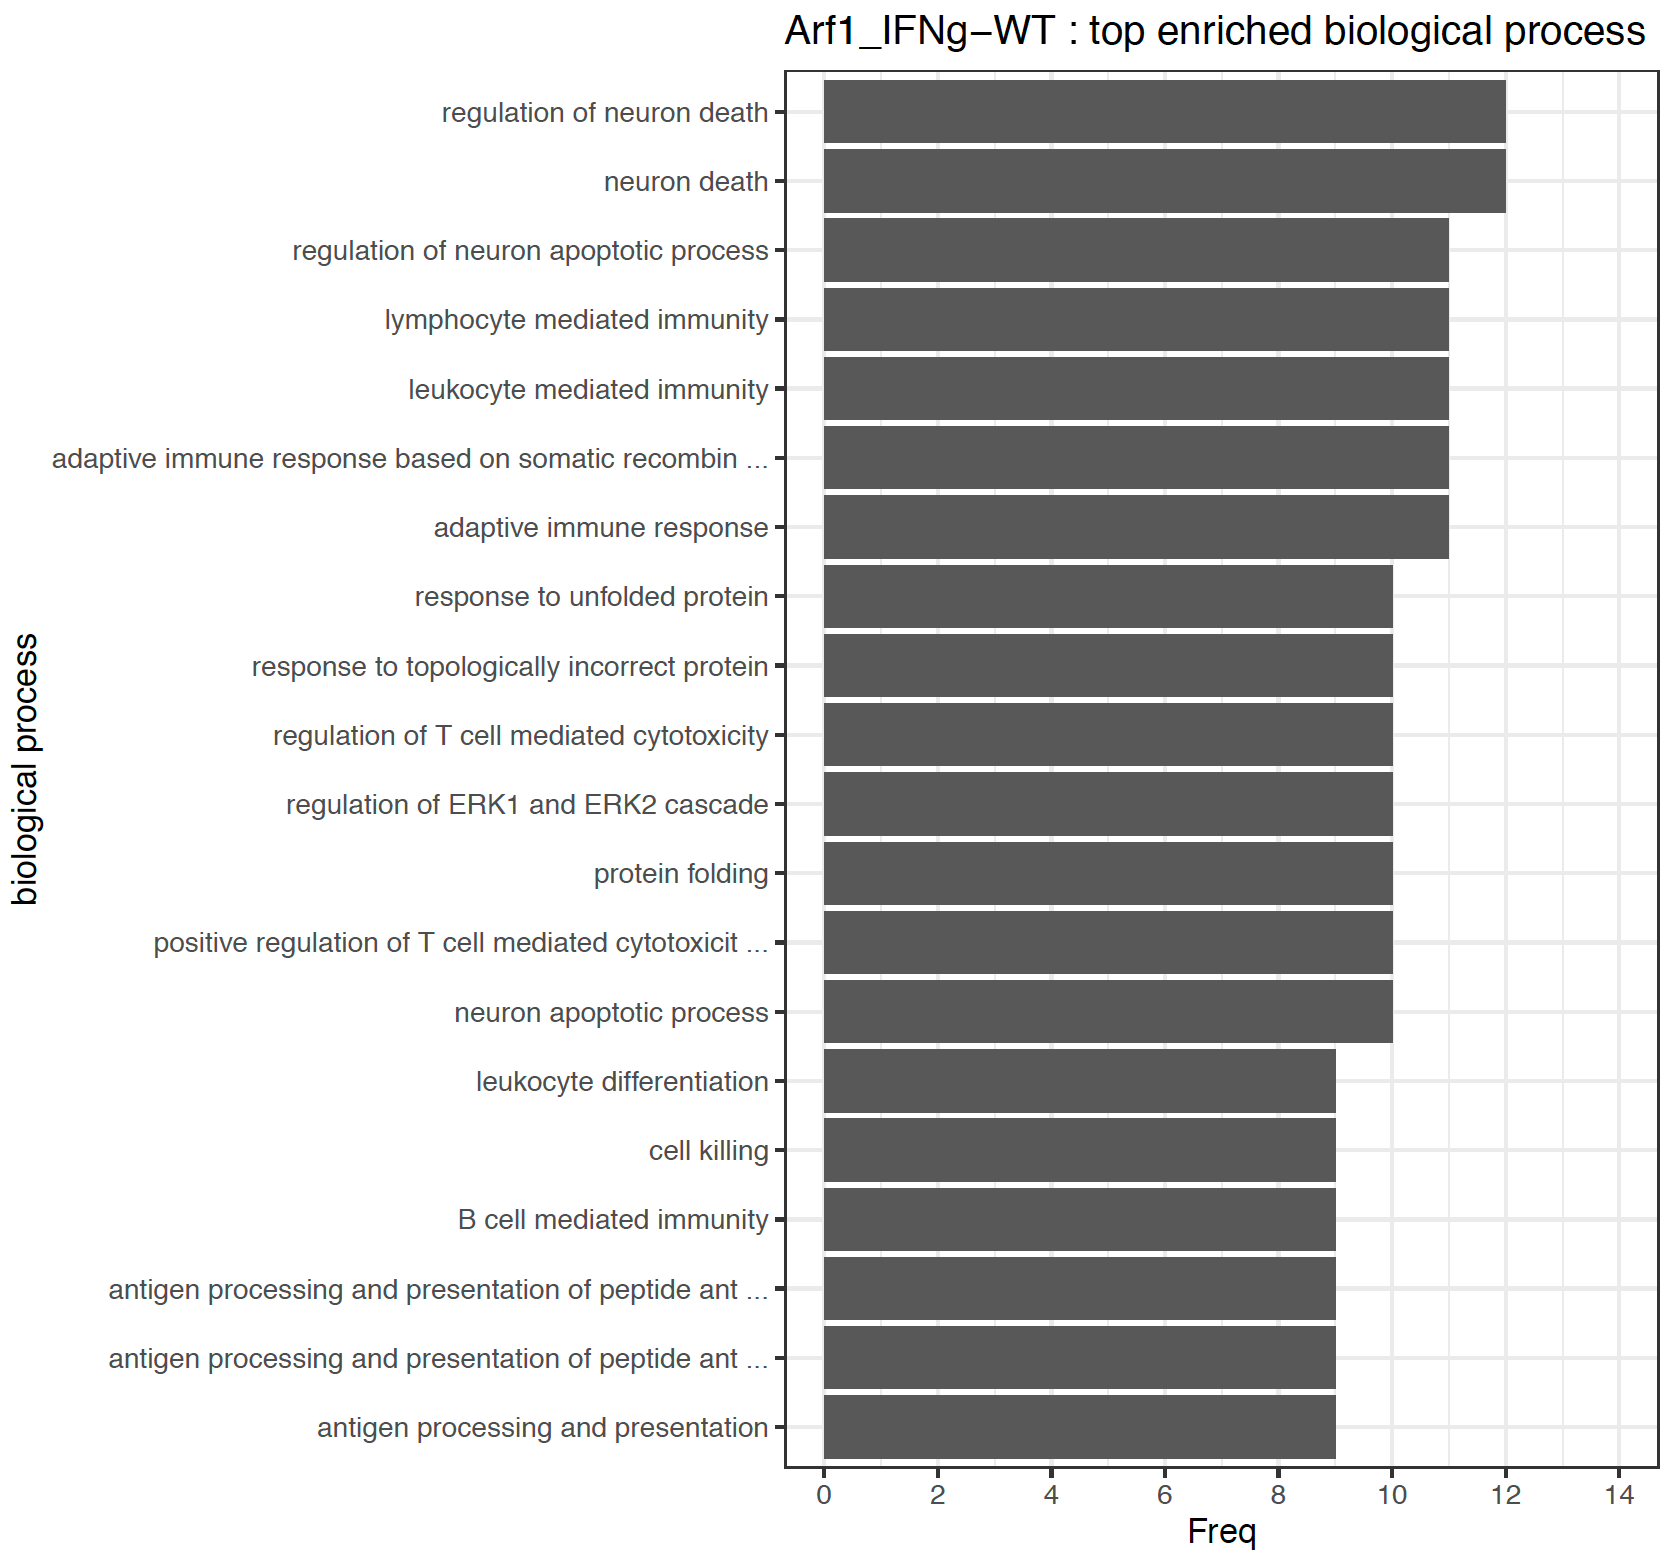 Arf1_IFNg−WT : top enriched biological process
regulation of neuron death
neuron death
regulation of neuron apoptotic process
lymphocyte mediated immunity
leukocyte mediated immunity
adaptive immune response based on somatic recombin ...
adaptive immune response
response to unfolded protein
response to topologically incorrect protein
regulation of T cell mediated cytotoxicity
regulation of ERK1 and ERK2 cascade
protein folding
positive regulation of T cell mediated cytotoxicit ...
neuron apoptotic process
leukocyte differentiation
cell killing
B cell mediated immunity
antigen processing and presentation of peptide ant ...
antigen processing and presentation of peptide ant ...
antigen processing and presentation
biological process
0 2 4 6 8 10 12 14
Freq